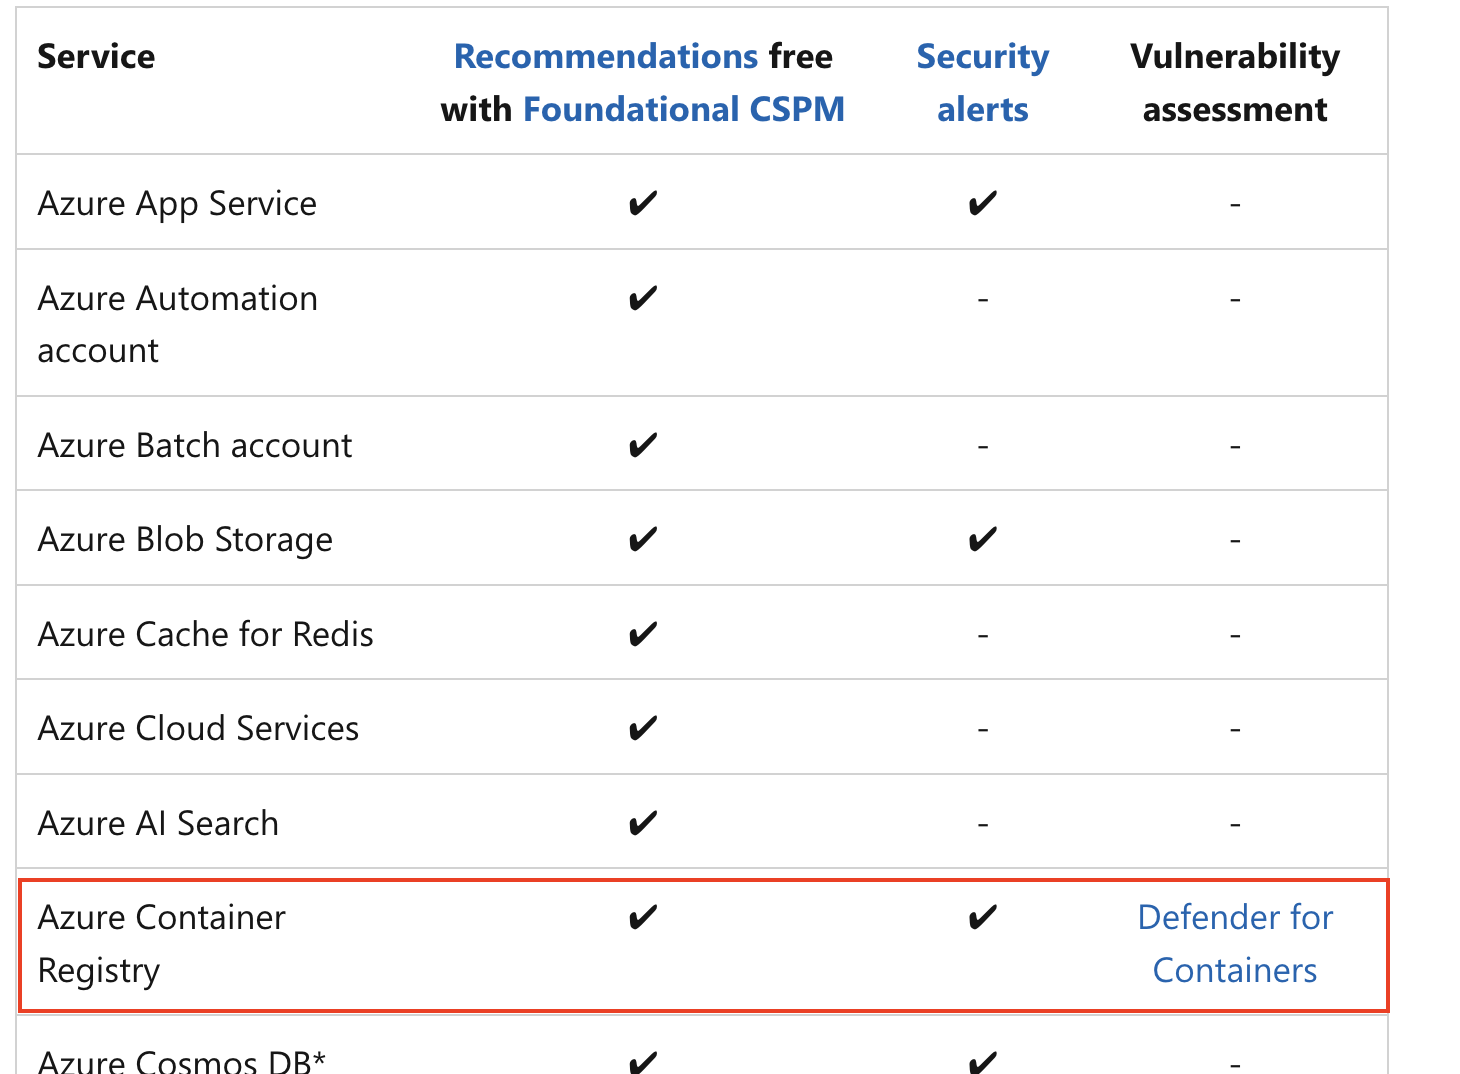 Service Recommendations free Security Vulnerability
with Foundational CSPM alerts assessment
Azure App Service ✔ ✔ -
Azure Automation ✔ - -
account
Azure Batch account ✔ - -
Azure Blob Storage ✔ ✔ -
Azure Cache for Redis ✔ - -
Azure Cloud Services ✔ - -
Azure AI Search ✔ - -
Azure Container ✔ ✔ Defender for
Registry Containers
Azure Cosmos DB* ✔ ✔ -